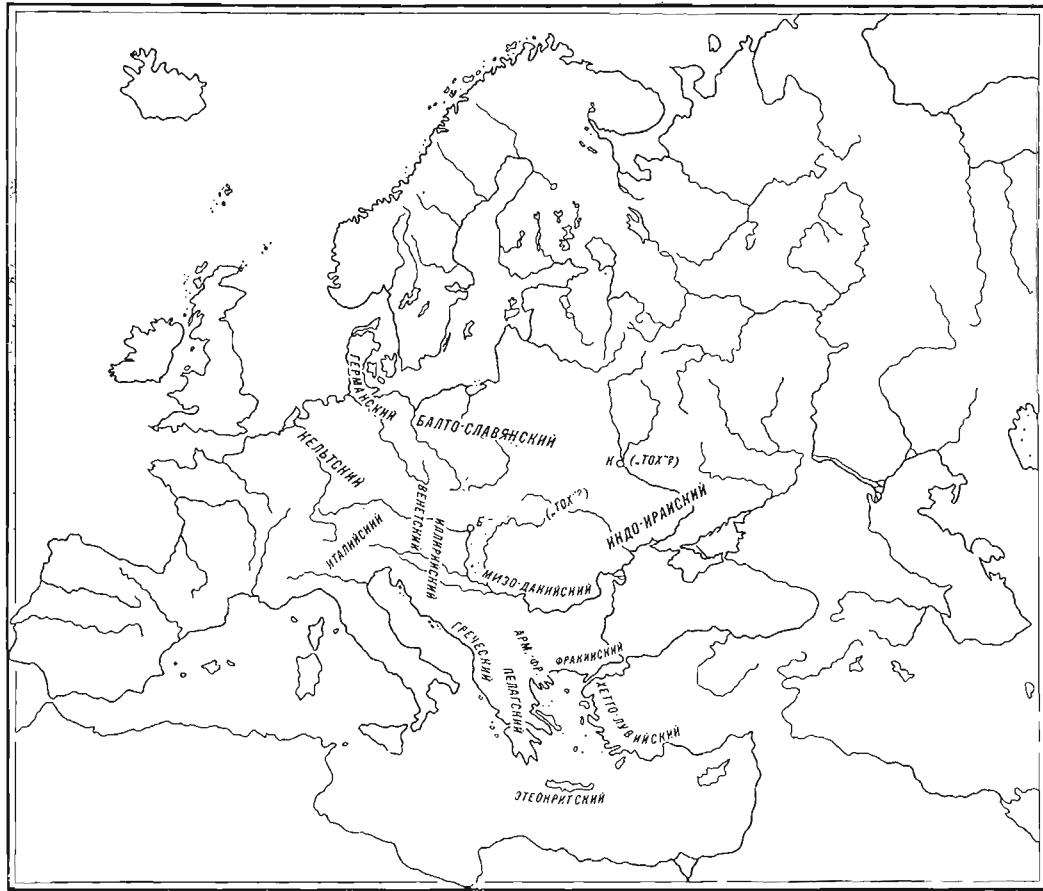 ГЕРМАНСКИЙ
БАЛТО-СЛАВЯНСКИЙ
КЕЛЬТСКИЙ
К („ТОХ“?)
ВЕНЕТСКИЙ
(„ТОХ“?)
ИНДО-ИРАНСКИЙ
ИТАЛИЙСКИЙ
ИЛЛИРИЙСКИЙ
Б
МИЗО-ДАКИЙСКИЙ
ГРЕЧЕСКИЙ
АРМ.-ФР.
ФРАКИЙСКИЙ
ПЕЛАГСКИЙ
ХЕТТО-ЛУВИЙСКИЙ
ЭТЕОКРИТСКИЙ